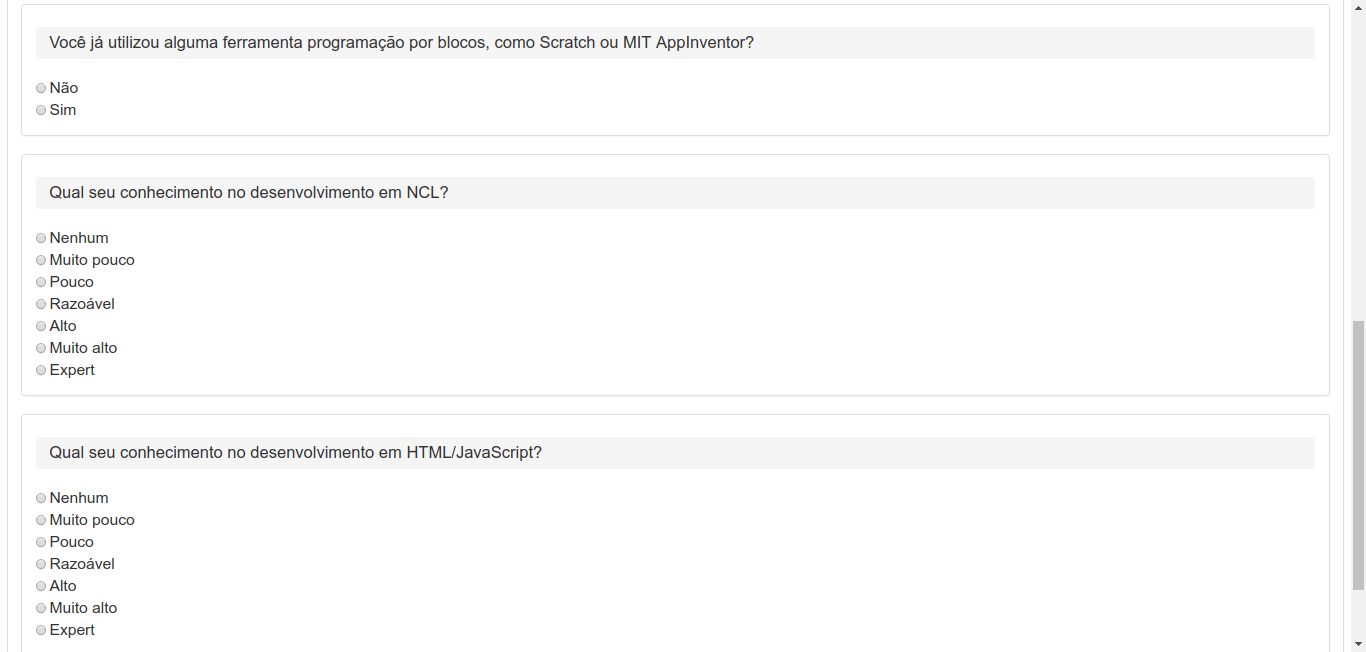 Você já utilizou alguma ferramenta programação por blocos, como Scratch ou MIT AppInventor?
Não
Sim
Qual seu conhecimento no desenvolvimento em NCL?
Nenhum
Muito pouco
Pouco
Razoável
Alto
Muito alto
Expert
Qual seu conhecimento no desenvolvimento em HTML/JavaScript?
Nenhum
Muito pouco
Pouco
Razoável
Alto
Muito alto
Expert